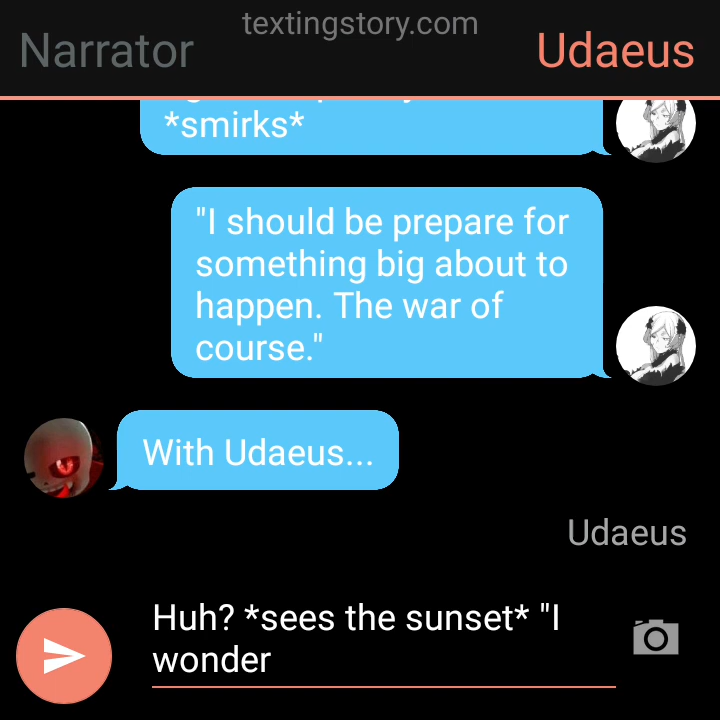 textingstory.com
Narrator
Udaeus
*smirks*
"I should be prepare for
something big about to
happen. The war of
course."
With Udaeus...
Udaeus
Huh? *sees the sunset* "I
wonder